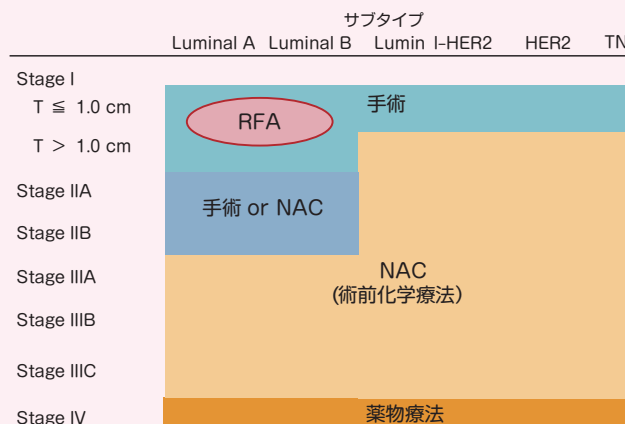 サブタイプ
Luminal A Luminal B Lumin I-HER2 HER2 TN
Stage I
T ≦ 1.0 cm
手術
RFA
T > 1.0 cm
Stage IIA
手術 or NAC
Stage IIB
Stage IIIA
NAC
(術前化学療法)
Stage IIIB
Stage IIIC
Stage IV
薬物療法